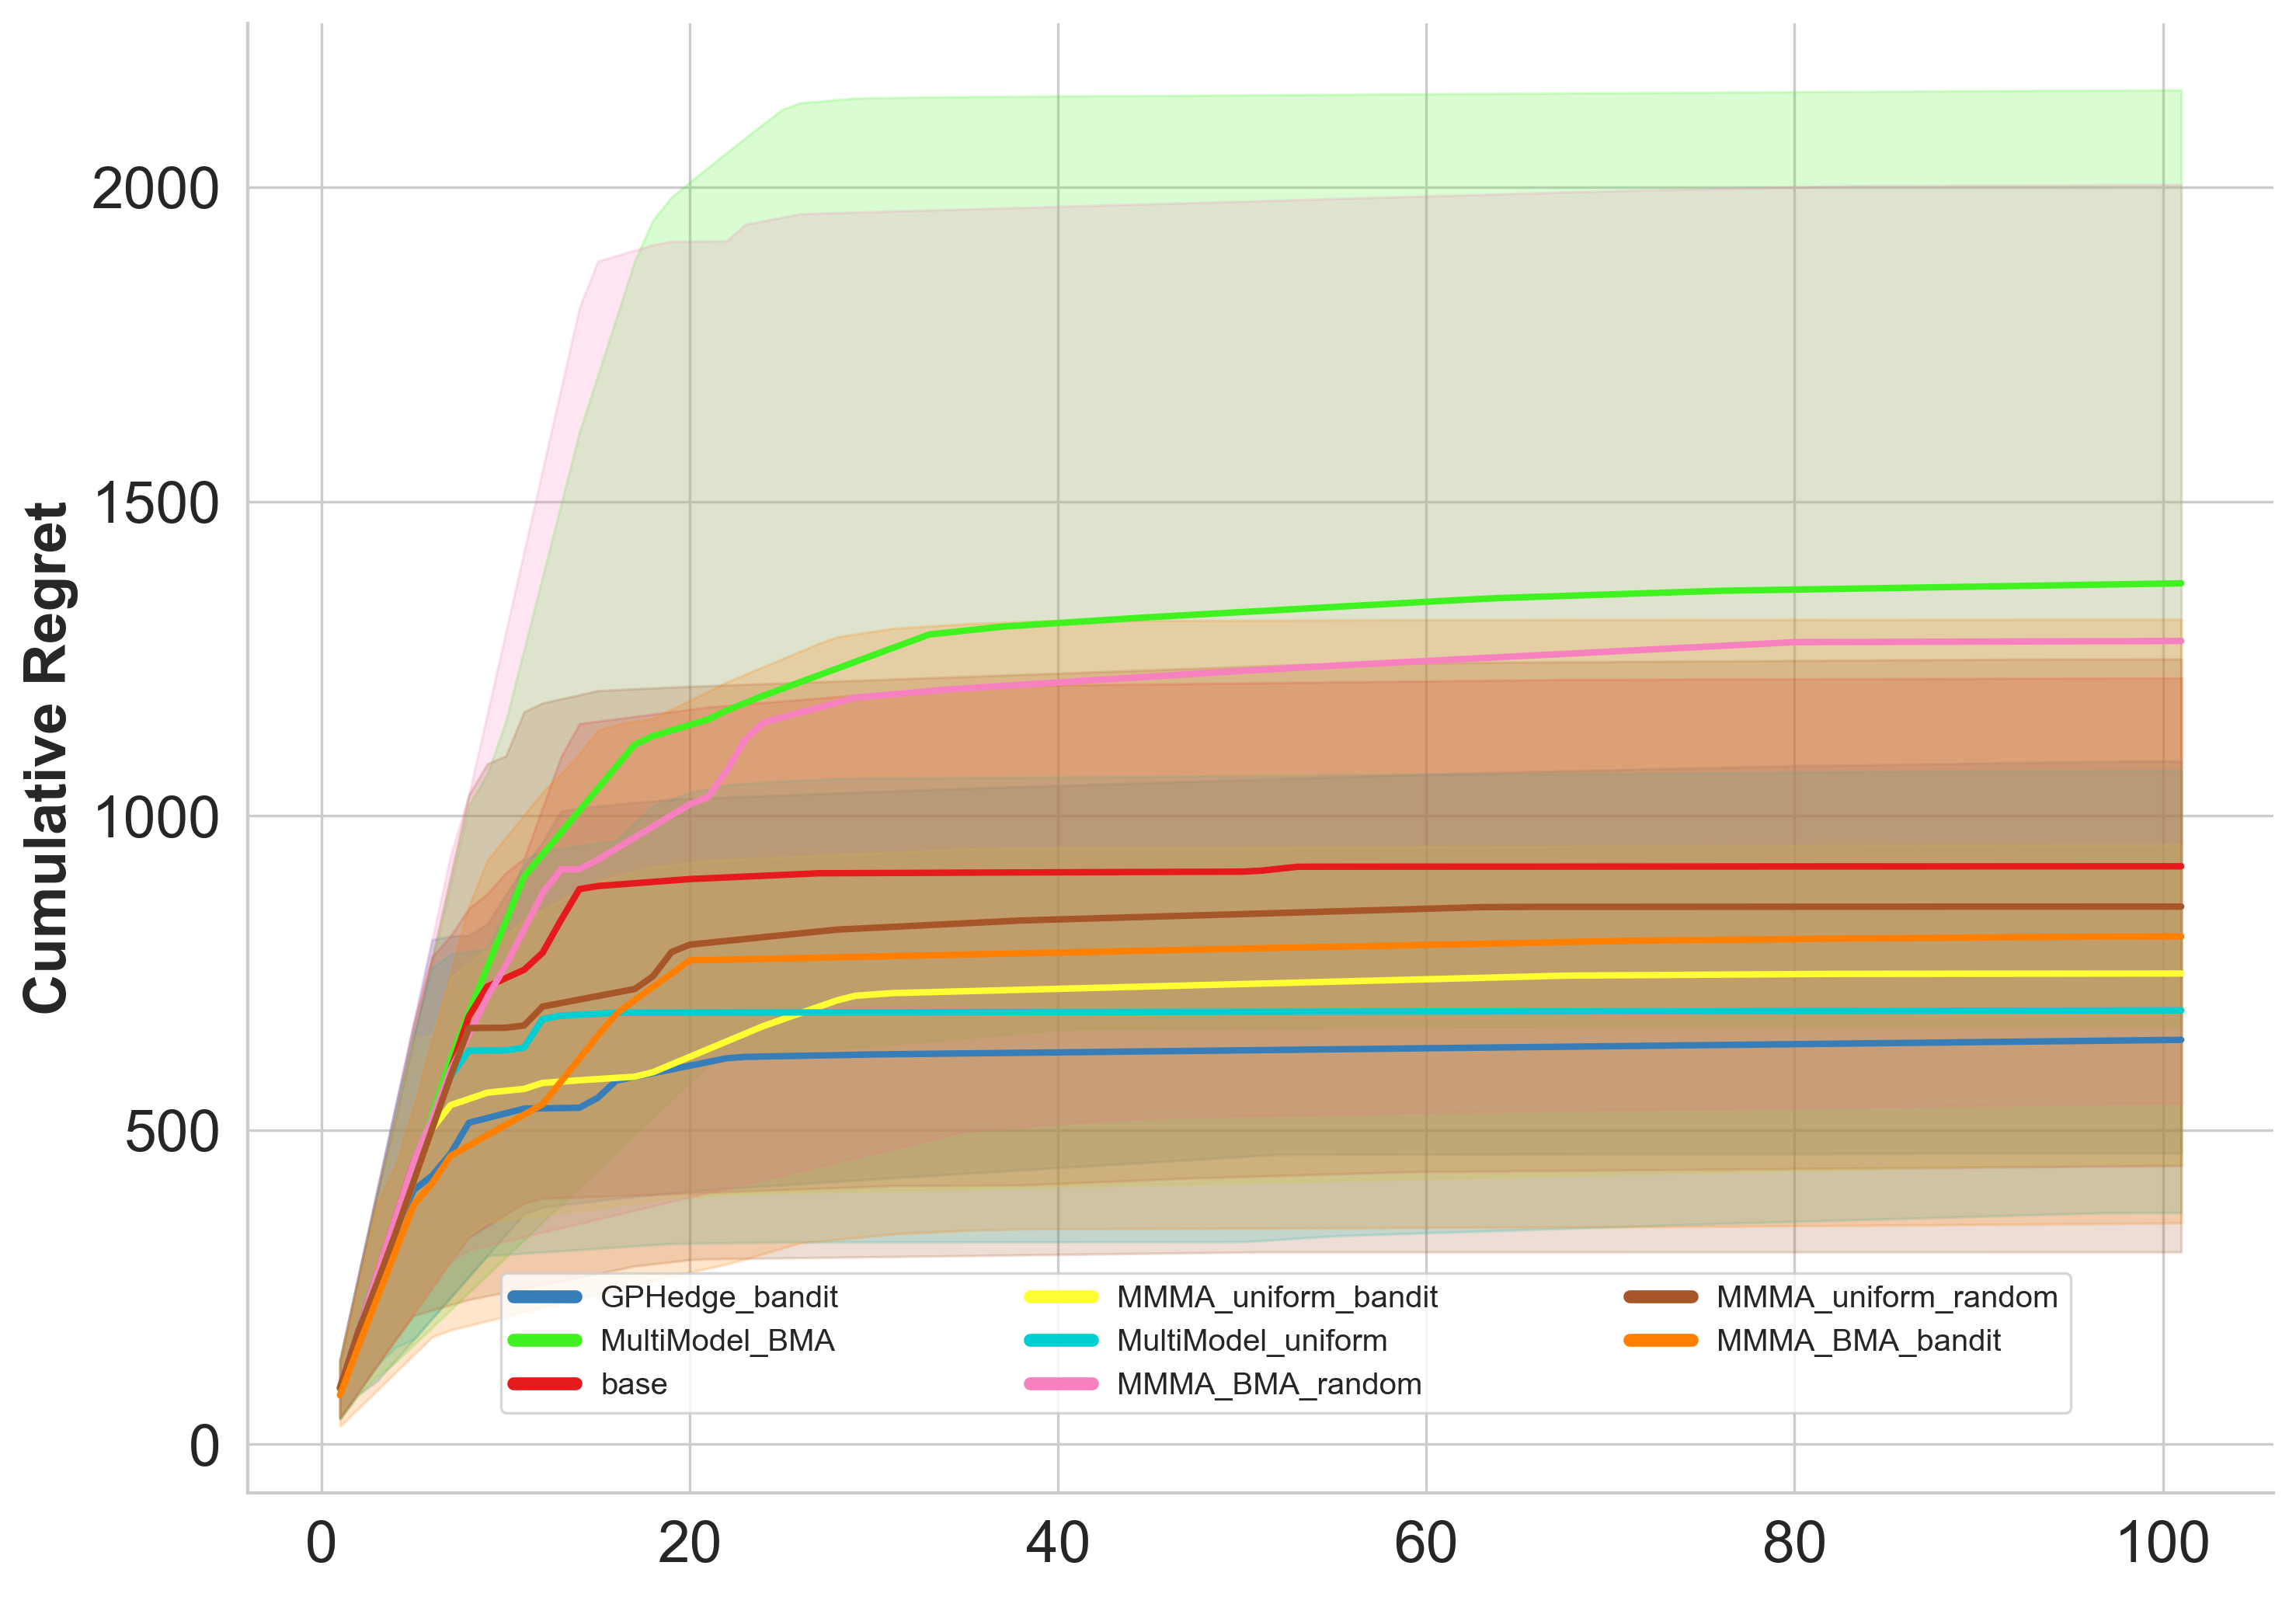 Cumulative Regret
2000
1500
1000
500
0
GPHedge_bandit
MultiModel_BMA
base
MMMA_uniform_bandit
MultiModel_uniform
MMMA_BMA_random
MMMA_uniform_random
MMMA_BMA_bandit
0 20 40 60 80 100